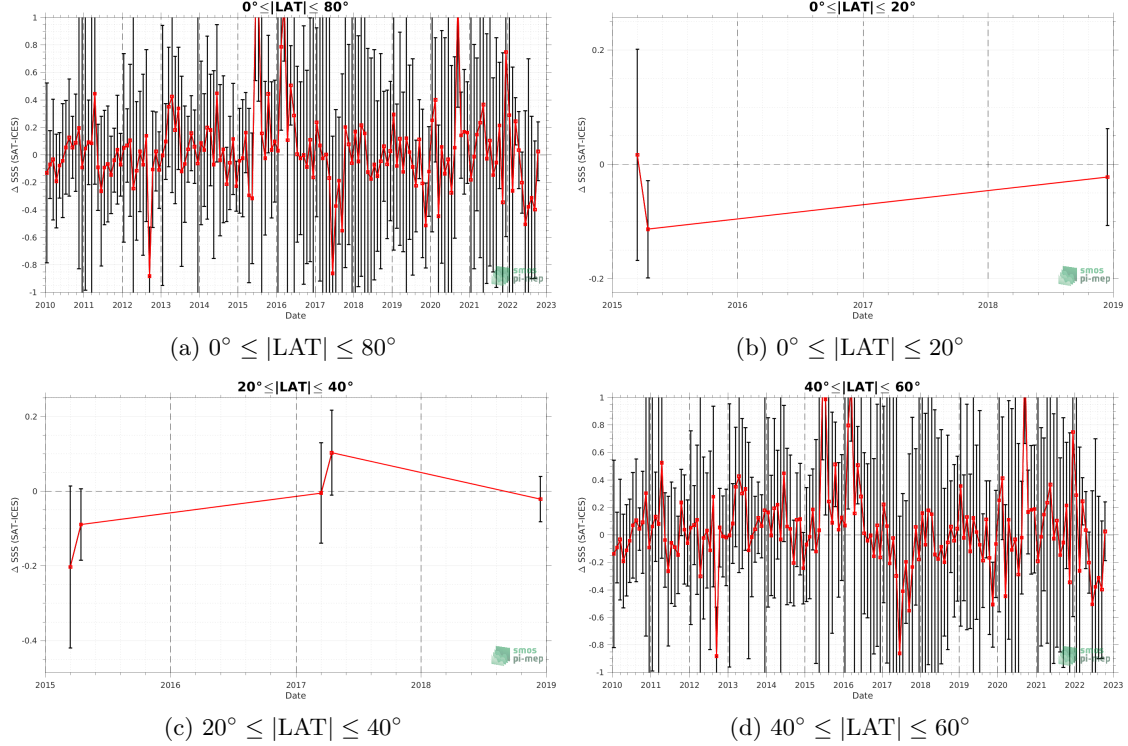 0°≤|LAT|≤ 80°
Δ SSS (SAT-ICES)
1
0.8
0.6
0.4
0.2
0
-0.2
-0.4
-0.6
-0.8
-1
2010 2011 2012 2013 2014 2015 2016 2017 2018 2019 2020 2021 2022 2023
Date
smos
pi-mep
(a) 0° ≤ |LAT| ≤ 80°
0°≤|LAT|≤ 20°
Δ SSS (SAT-ICES)
0.2
0
-0.2
2015 2016 2017 2018 2019
Date
smos
pi-mep
(b) 0° ≤ |LAT| ≤ 20°
20°≤|LAT|≤ 40°
Δ SSS (SAT-ICES)
0.2
0
-0.2
-0.4
2015 2016 2017 2018 2019
Date
smos
pi-mep
(c) 20° ≤ |LAT| ≤ 40°
40°≤|LAT|≤ 60°
Δ SSS (SAT-ICES)
1
0.8
0.6
0.4
0.2
0
-0.2
-0.4
-0.6
-0.8
-1
2010 2011 2012 2013 2014 2015 2016 2017 2018 2019 2020 2021 2022 2023
Date
smos
pi-mep
(d) 40° ≤ |LAT| ≤ 60°